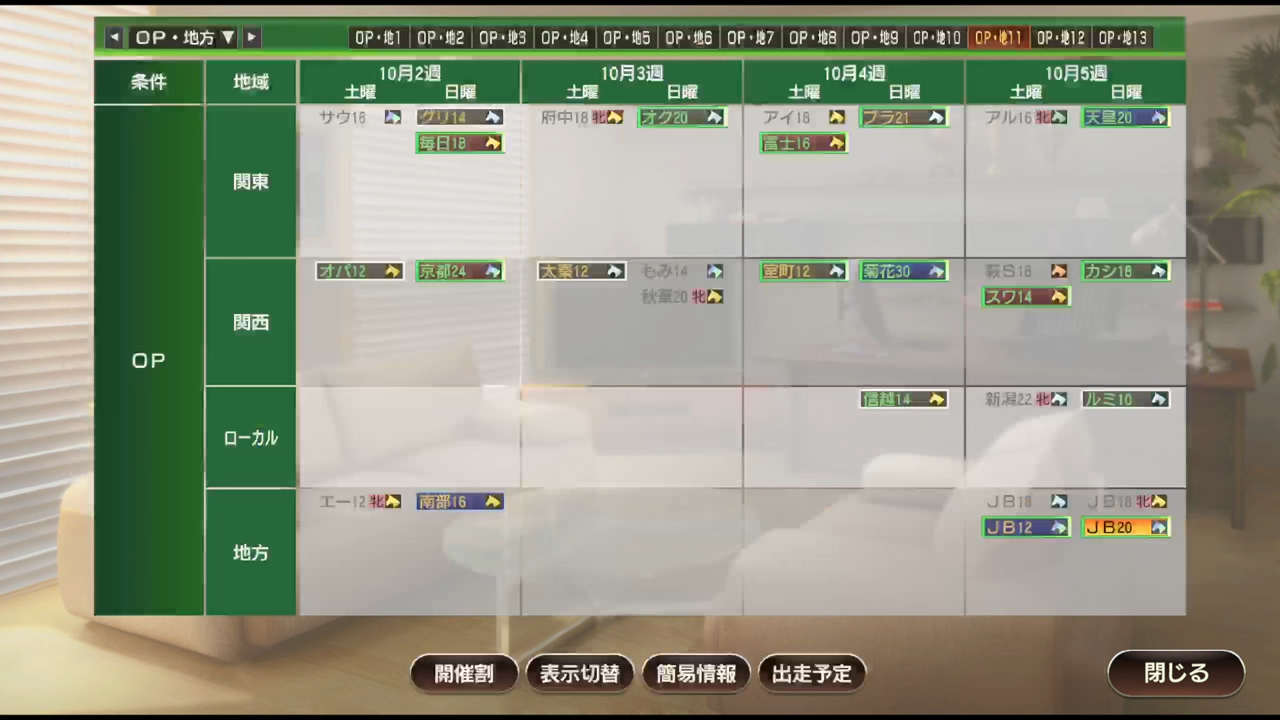 ◀ OP・地方▼ ▶ OP・地1 OP・地2 OP・地3 OP・地4 OP・地5 OP・地6 OP・地7 OP・地8 OP・地9 OP・地10 OP・地11 OP・地12 OP・地13
条件 地域 10月2週 10月3週 10月4週 10月5週
土曜 日曜 土曜 日曜 土曜 日曜 土曜 日曜
サウ16 グリ14 府中18 牝 オク20 アイ18 ブラ21 アル16 牝 天皇20
毎日18 富士16
関東
オパ12 京都24 太秦12 もみ14 室町12 菊花30 萩S16 カシ16
秋華20 牝 スワ14
関西
OP
信越14 新潟22 牝 ルミ10
ローカル
エー12 牝 南部16 JB18 JB18 牝
JB12 JB20
地方
開催割 表示切替 簡易情報 出走予定 閉じる